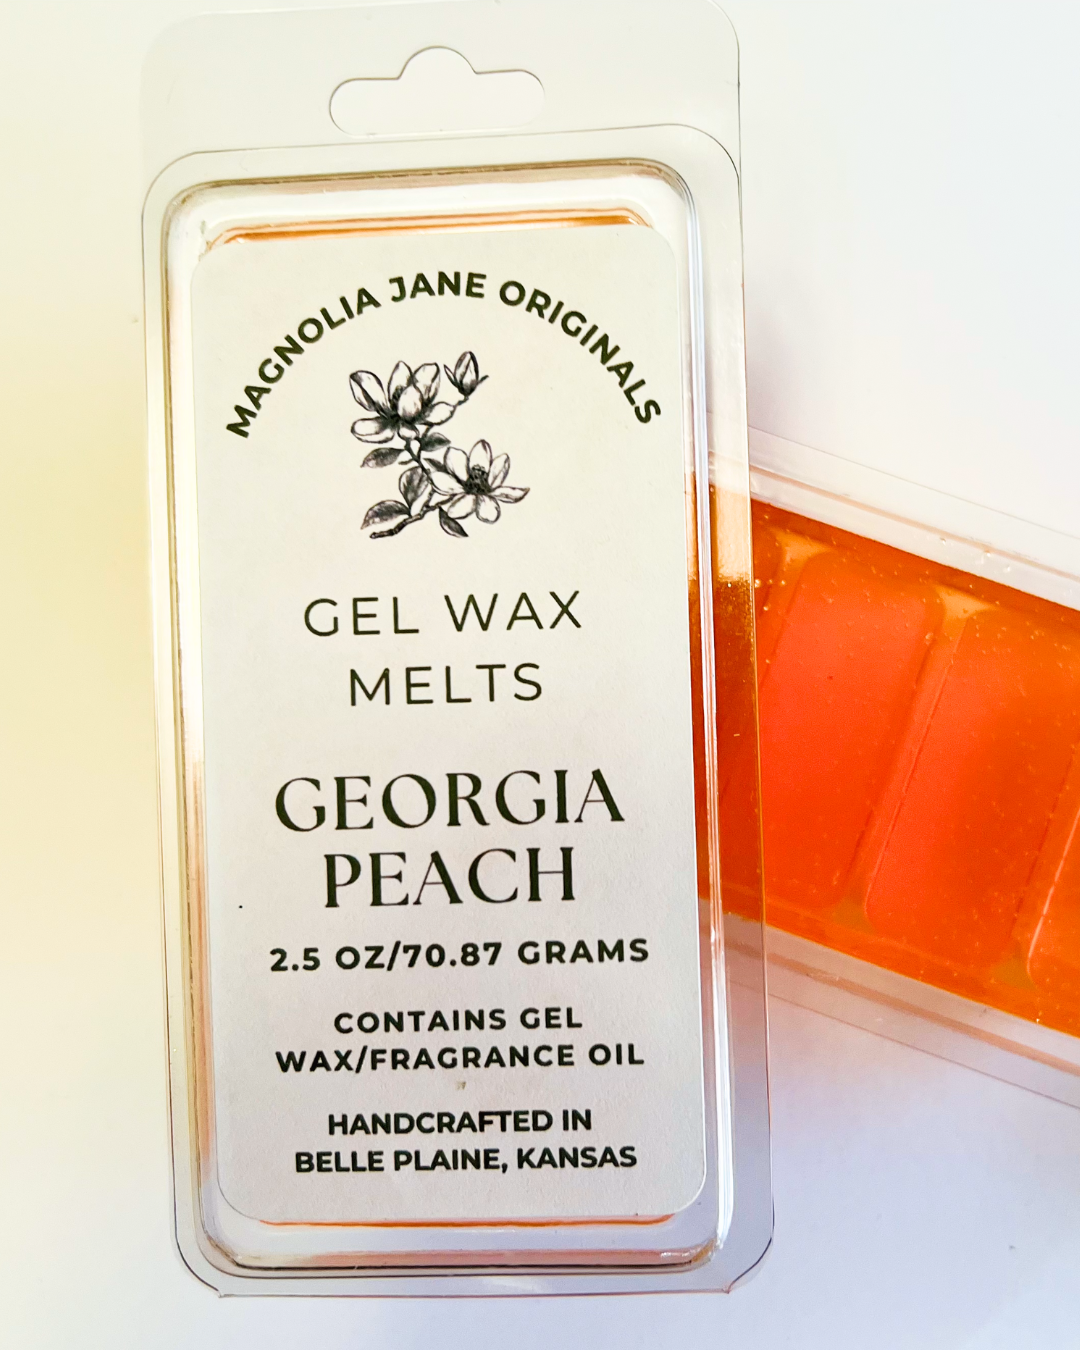 MAGNOLIA JANE ORIGINALS
GEL WAX
MELTS
GEORGIA
PEACH
2.5 OZ/70.87 GRAMS
CONTAINS GEL
WAX/FRAGRANCE OIL
HANDCRAFTED IN
BELLE PLAINE, KANSAS